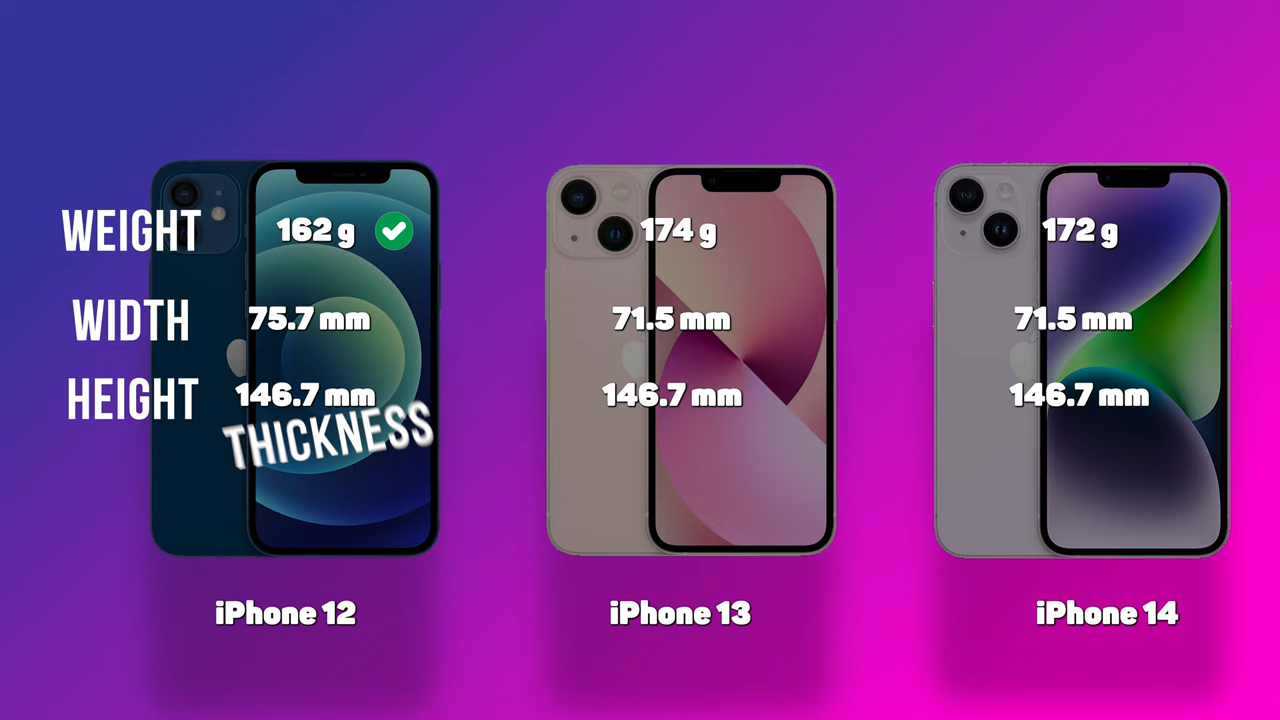 WEIGHT 162 g 174 g 172 g
WIDTH 75.7 mm 71.5 mm 71.5 mm
HEIGHT 146.7 mm 146.7 mm 146.7 mm
THICKNESS
iPhone 12 iPhone 13 iPhone 14